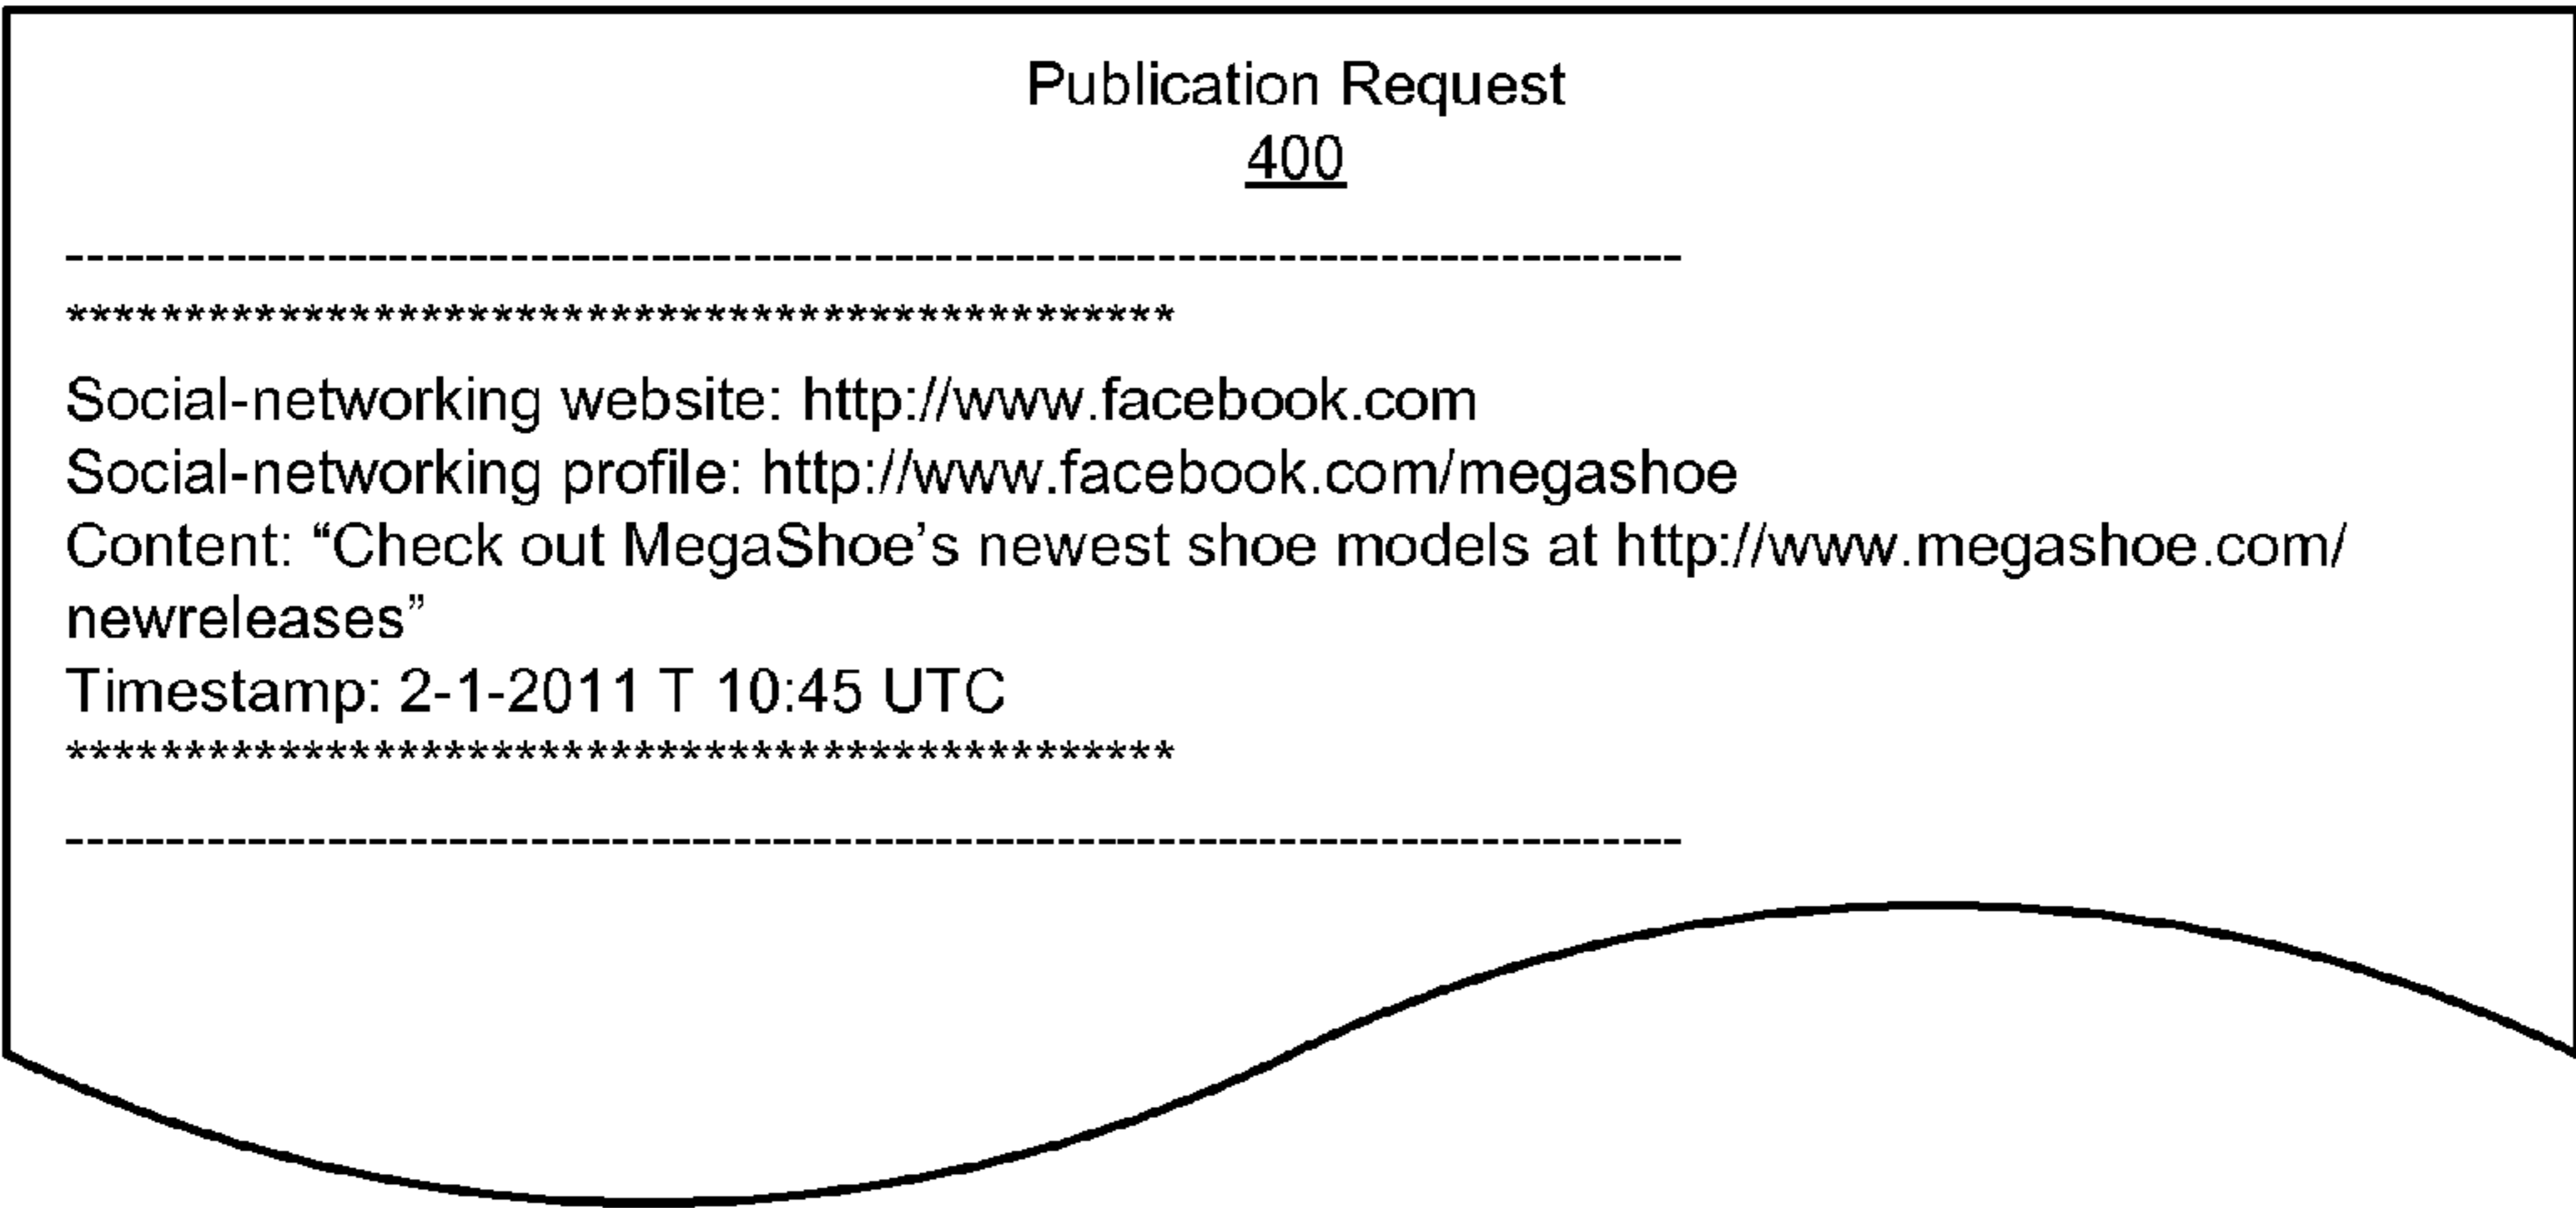 Publication Request
400
--------------------------------------------------------------------------------
***********************************************
Social-networking website: http://www.facebook.com
Social-networking profile: http://www.facebook.com/megashoe
Content: “Check out MegaShoe’s newest shoe models at http://www.megashoe.com/
newreleases”
Timestamp: 2-1-2011 T 10:45 UTC
***********************************************
--------------------------------------------------------------------------------